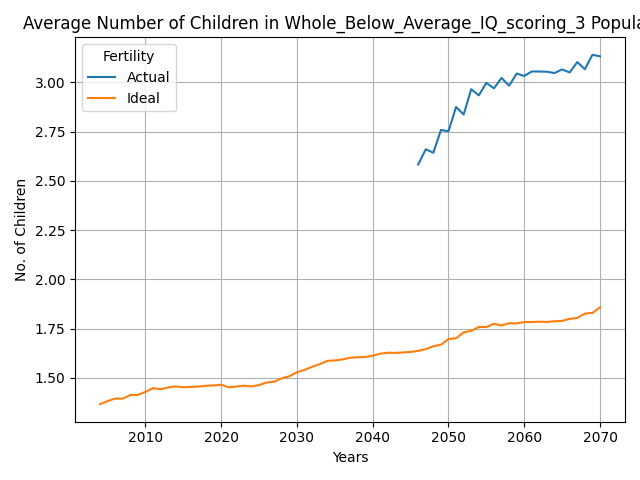 Average Number of Children in Whole_Below_Average_IQ_scoring_3 Popula
Fertility
Actual
Ideal
3.00
2.75
2.50
2.25
2.00
1.75
1.50
No. of Children
2010 2020 2030 2040 2050 2060 2070
Years